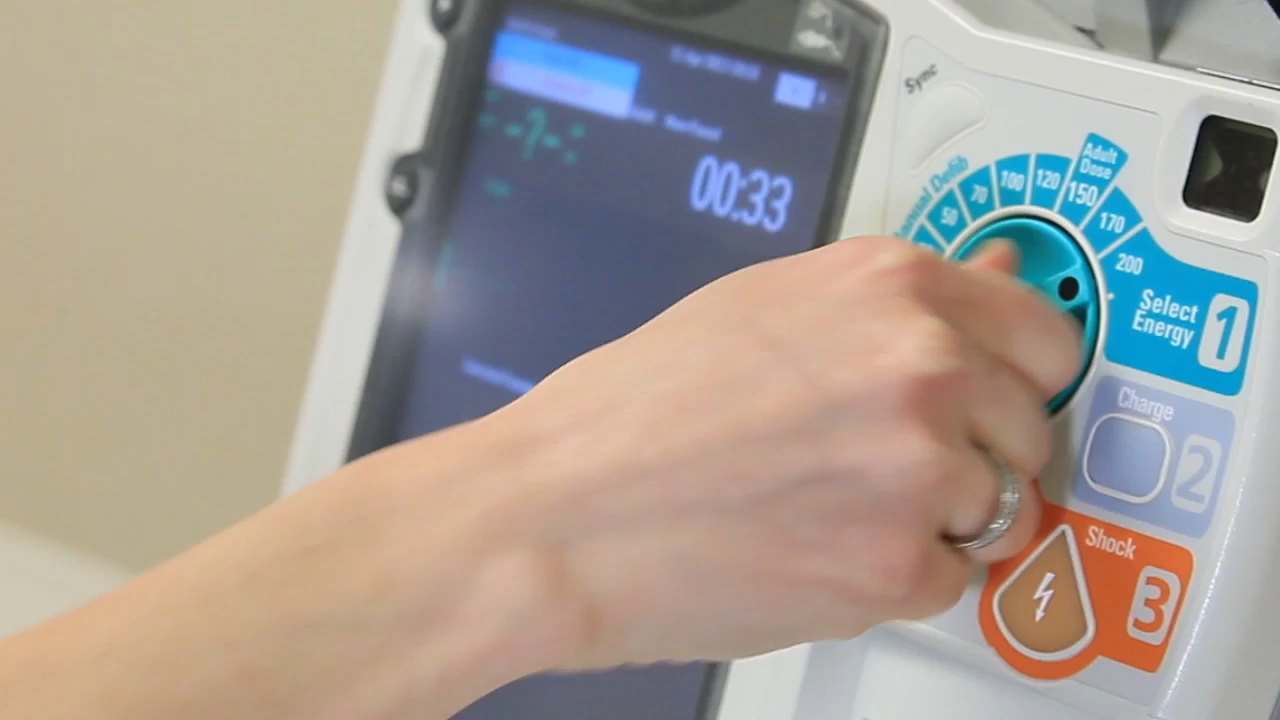 -?-
00:33
Sync
anual Defib
50
70
100
120
Adult
Dose
150
170
200
Select
Energy
1
Charge
2
Shock
3